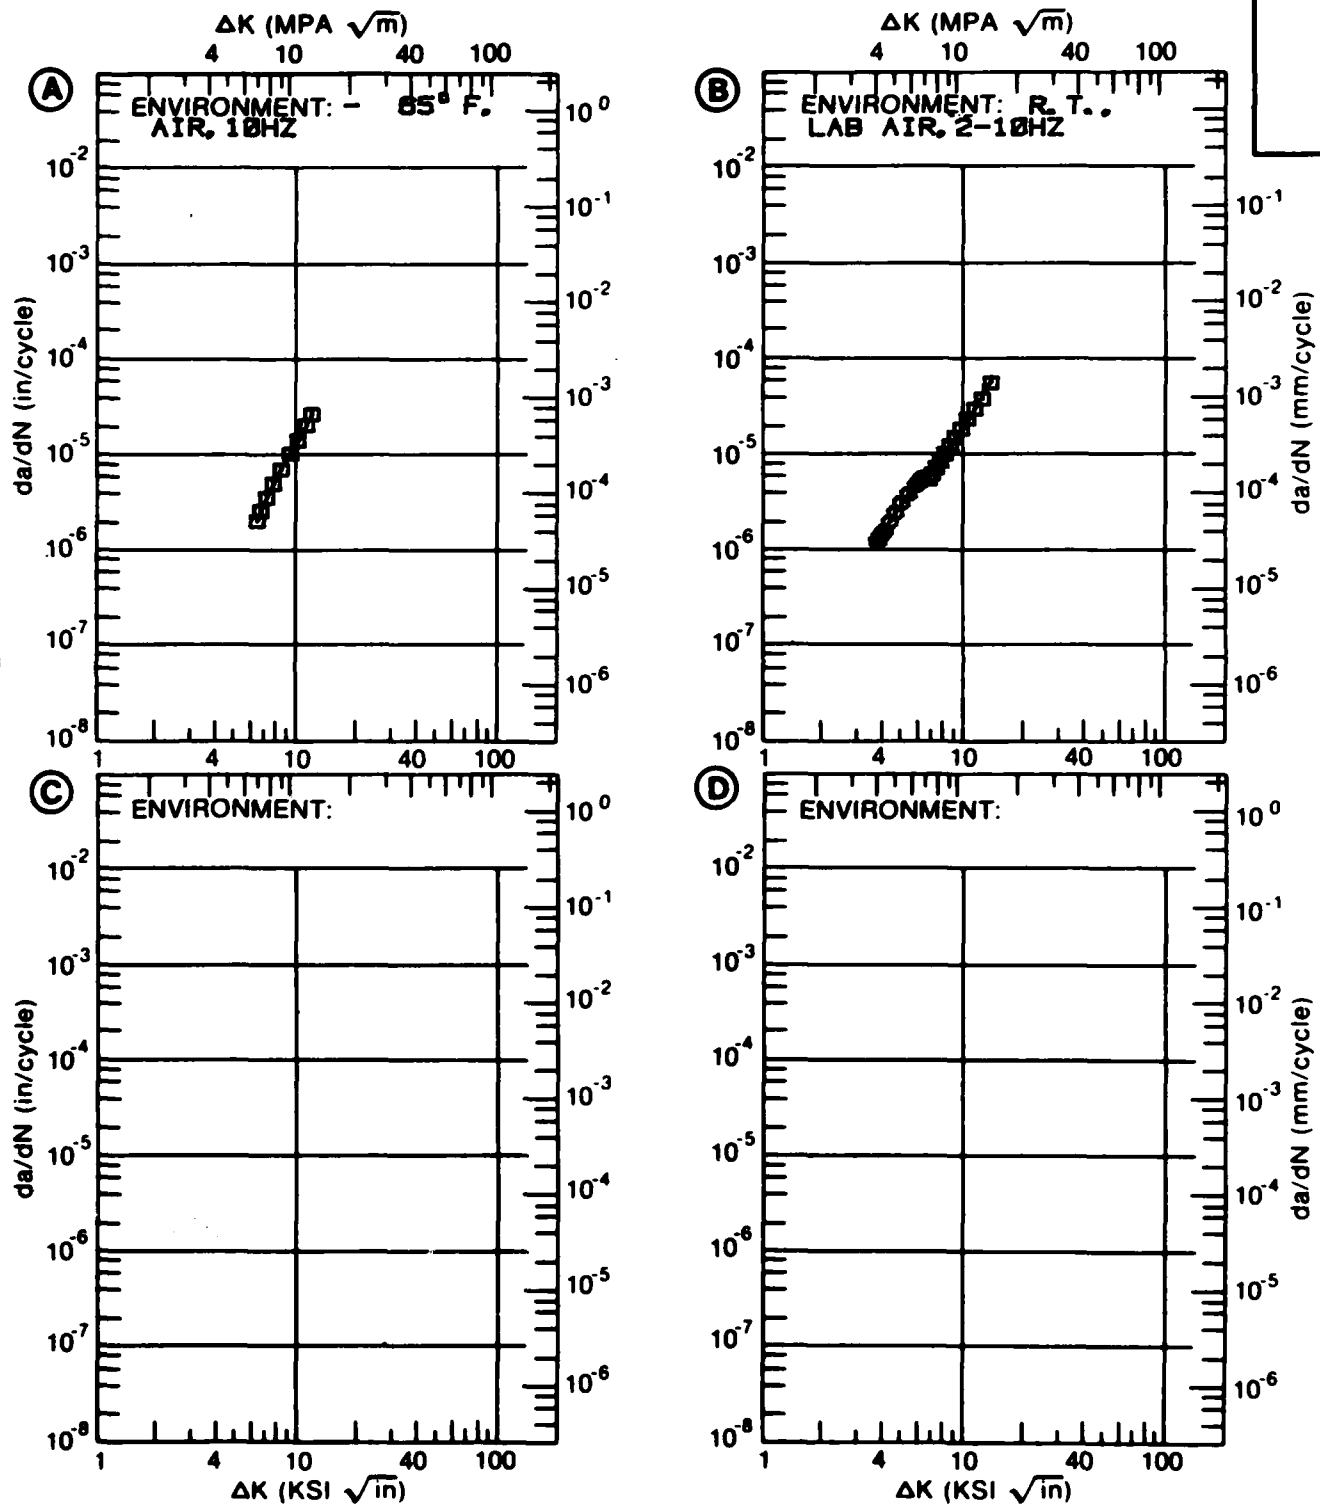 ΔK (MPA √m)
4 10 40 100
A
ENVIRONMENT: - 65° F.
AIR, 10HZ
10^-2
10^-3
10^-4
10^-5
10^-6
10^-7
10^-8
da/dN (in/cycle)
10^0
10^-1
10^-2
10^-3
10^-4
10^-5
10^-6
1 4 10 40 100
ΔK (MPA √m)
4 10 40 100
B
ENVIRONMENT: R. T.,
LAB AIR, 2-10HZ
10^-2
10^-3
10^-4
10^-5
10^-6
10^-7
10^-8
10^-1
10^-2
10^-3
10^-4
10^-5
10^-6
da/dN (mm/cycle)
1 4 10 40 100
C
ENVIRONMENT:
10^-2
10^-3
10^-4
10^-5
10^-6
10^-7
10^-8
da/dN (in/cycle)
10^0
10^-1
10^-2
10^-3
10^-4
10^-5
10^-6
1 4 10 40 100
ΔK (KSI √in)
D
ENVIRONMENT:
10^-2
10^-3
10^-4
10^-5
10^-6
10^-7
10^-8
10^0
10^-1
10^-2
10^-3
10^-4
10^-5
10^-6
da/dN (mm/cycle)
1 4 10 40 100
ΔK (KSI √in)